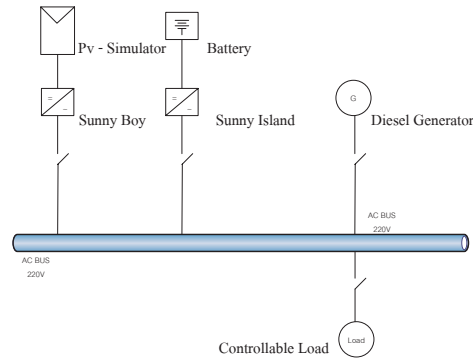 Pv - Simulator
Battery
=
~
Sunny Boy
=
~
Sunny Island
G
Diesel Generator
AC BUS
220V
AC BUS
220V
Controllable Load
Load